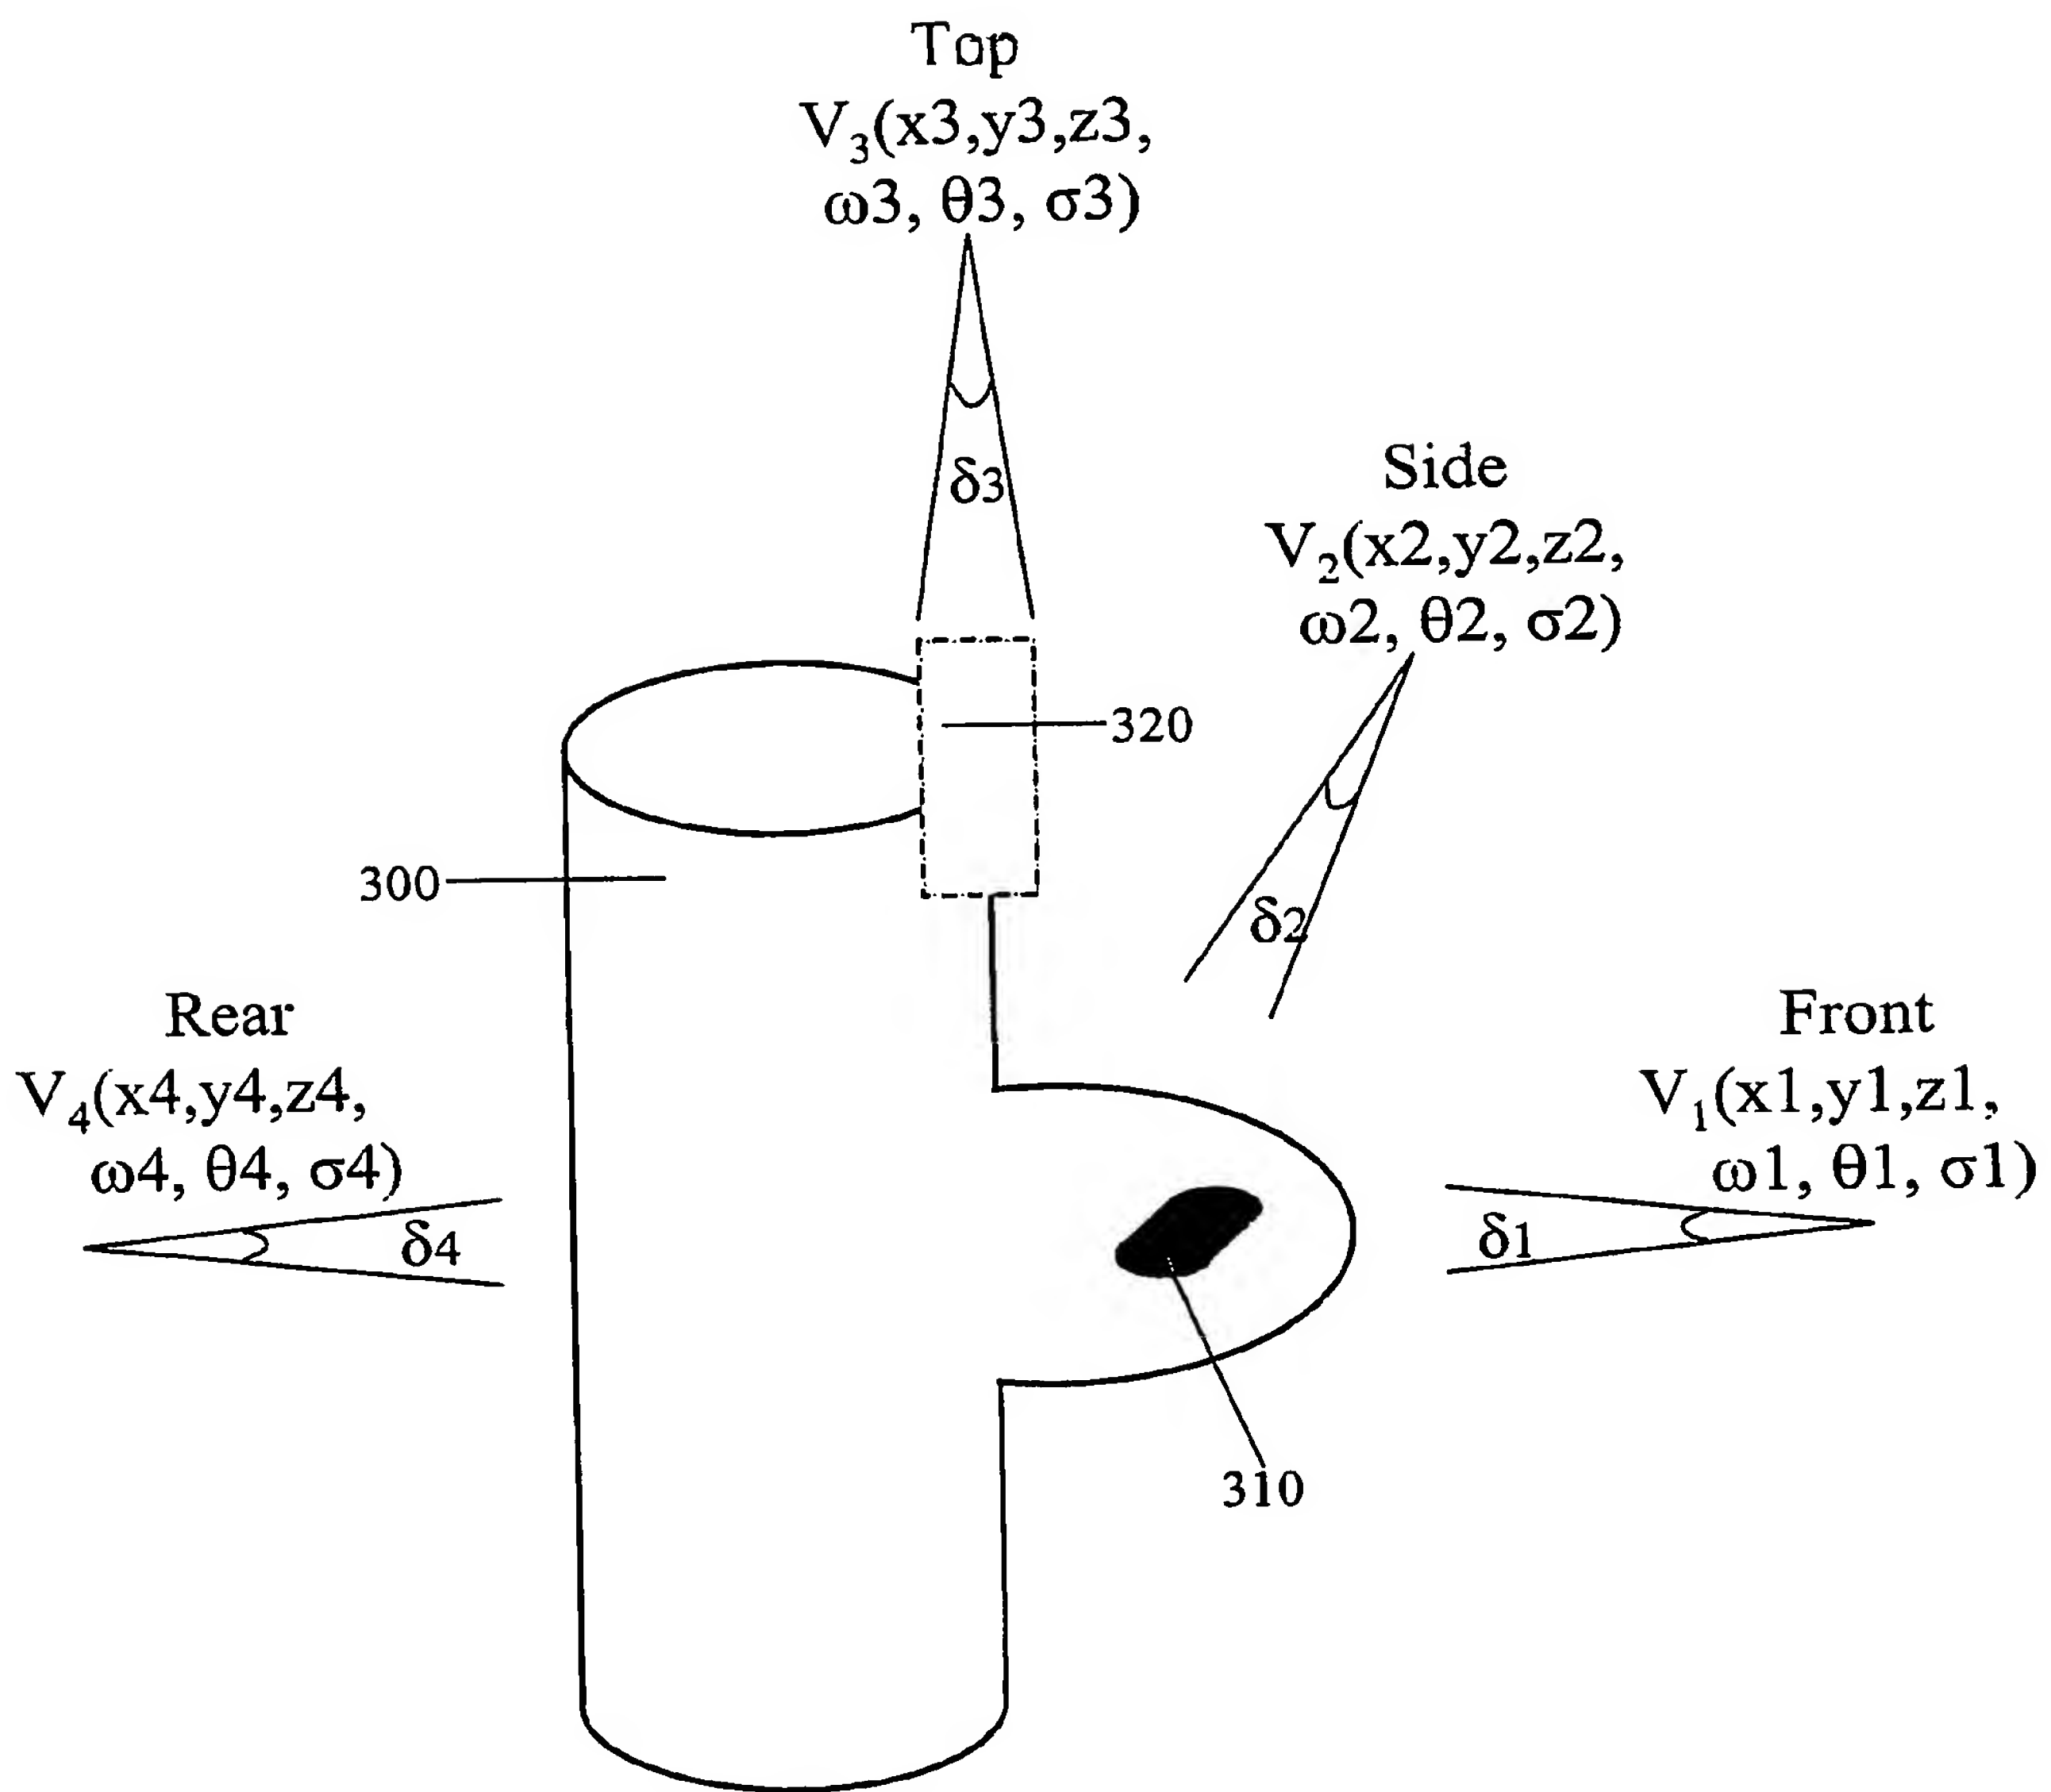 Top
V₃(x3,y3,z3,
ω3, θ3, σ3)
δ3
Side
V₂(x2,y2,z2,
ω2, θ2, σ2)
320
300
δ2
Rear
V₄(x4,y4,z4,
ω4, θ4, σ4)
δ4
Front
V₁(x1,y1,z1,
ω1, θ1, σ1)
δ1
310